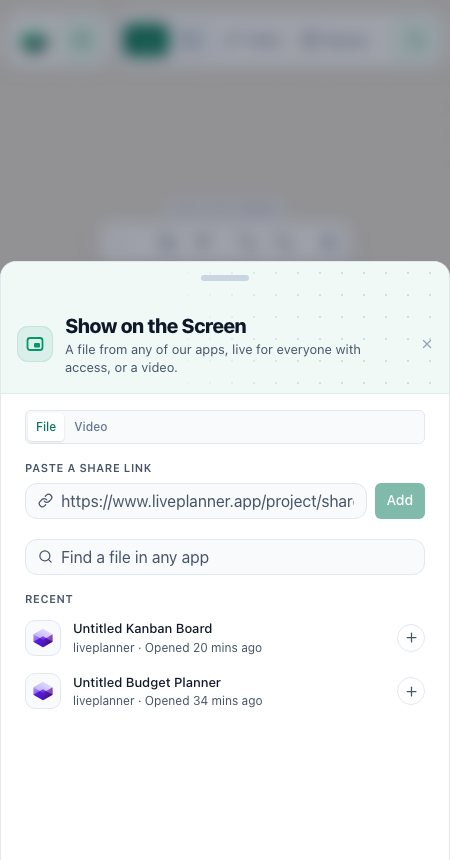 Show on the Screen
A file from any of our apps, live for everyone with
access, or a video.
File
Video
PASTE A SHARE LINK
https://www.liveplanner.app/project/shar
Add
Find a file in any app
RECENT
Untitled Kanban Board
liveplanner · Opened 20 mins ago
Untitled Budget Planner
liveplanner · Opened 34 mins ago